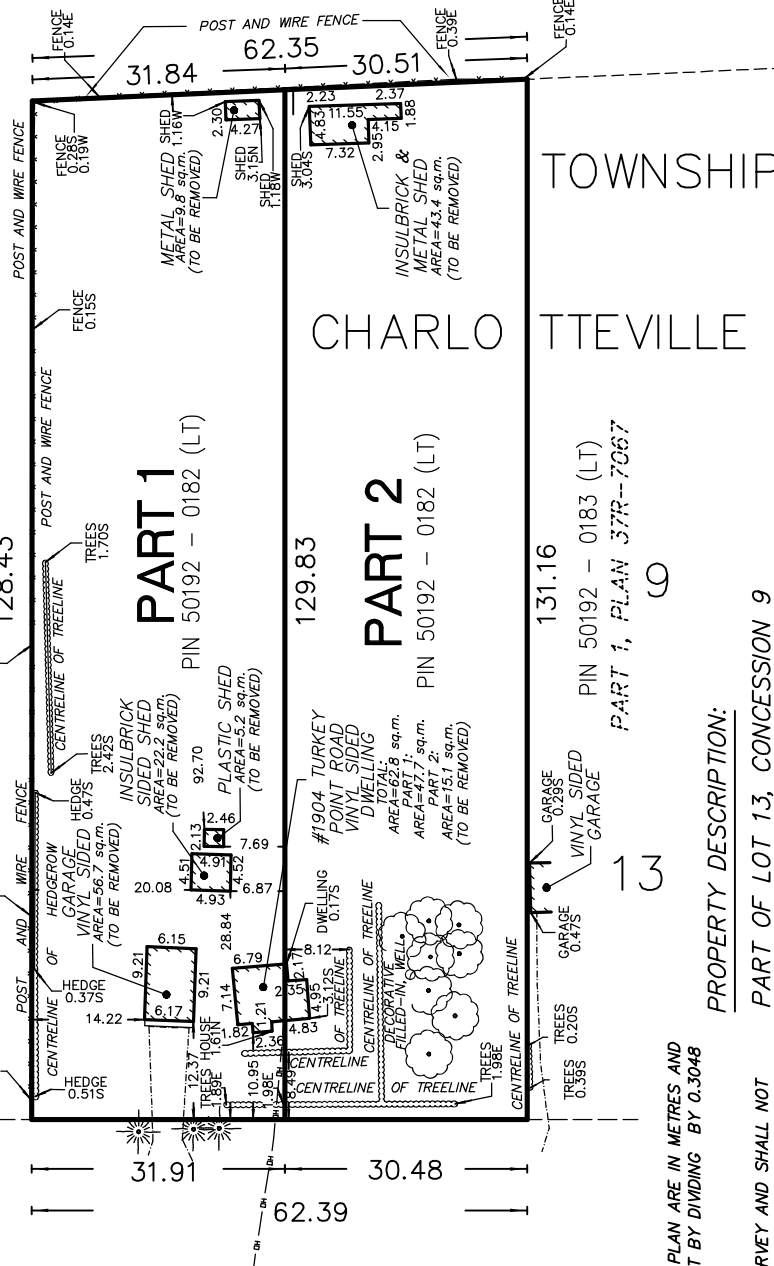 POST AND WIRE FENCE
FENCE
0.14E
FENCE
0.39E
FENCE
0.14E
62.35
31.84
30.51
FENCE
0.28S
0.19W
SHED
1.16W
2.30
4.27
SHED
3.15N
SHED
1.18W
METAL SHED
AREA=9.8 sq.m.
(TO BE REMOVED)
SHED
3.04S
2.23
2.37
11.55
4.83
4.15
1.88
7.32
2.95
INSULBRICK &
METAL SHED
AREA=43.4 sq.m.
(TO BE REMOVED)
TOWNSHIP
POST AND WIRE FENCE
FENCE
0.15S
CHARLO TTEVILLE
POST AND WIRE FENCE
128.43
TREES
1.70S
CENTRELINE OF TREELINE
TREES
2.42S
PART 1
PIN 50192 - 0182 (LT)
129.83
PART 2
PIN 50192 - 0182 (LT)
131.16
PIN 50192 - 0183 (LT)
PART 1, PLAN 37R-7067
9
13
INSULBRICK
SIDED SHED
AREA=22.2 sq.m.
(TO BE REMOVED)
92.70
PLASTIC SHED
AREA=5.2 sq.m.
(TO BE REMOVED)
#1904 TURKEY
POINT ROAD
VINYL SIDED
DWELLING
TOTAL:
AREA=62.8 sq.m.
PART 1:
AREA=47.7 sq.m.
PART 2:
AREA=15.1 sq.m.
(TO BE REMOVED)
HEDGE
0.47S
POST AND WIRE FENCE
CENTRELINE OF HEDGEROW
GARAGE
VINYL SIDED
AREA=56.7 sq.m.
(TO BE REMOVED)
2.46
2.13
7.69
4.51
4.91
4.52
20.08
4.93
6.87
GARAGE
0.29S
VINYL SIDED
GARAGE
GARAGE
0.47S
6.15
9.21
9.21
6.17
14.22
28.84
6.79
7.14
DWELLING
0.17S
8.12
2.17
2.35
4.95
3.12S
1.21
1.82
4.83
2.36
HEDGE
0.37S
HEDGE
0.51S
12.37
TREES
1.89E
HOUSE
1.61N
10.95
1.98E
8.49
OF TREELINE
CENTRELINE
CENTRELINE OF TREELINE
CENTRELINE OF TREELINE
DECORATIVE
FILLED-IN, WELL
TREES
1.98E
CENTRELINE OF TREELINE
TREES
0.20S
TREES
0.39S
OH
OH
OH
OH
OH
31.91
30.48
62.39
PROPERTY DESCRIPTION:
PART OF LOT 13, CONCESSION 9
PLAN ARE IN METRES AND
T BY DIVIDING BY 0.3048
RVEY AND SHALL NOT